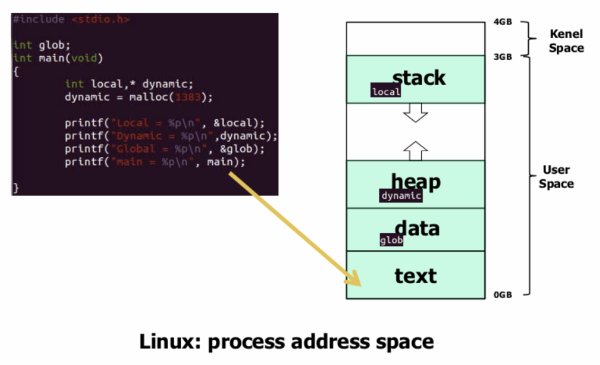 #include <stdio.h>
int glob;
int main(void)
{
int local,* dynamic;
dynamic = malloc(1383);
printf("Local = %p\n", &local);
printf("Dynamic = %p\n",dynamic);
printf("Global = %p\n", &glob);
printf("main = %p\n", main);
}
4GB
Kenel
Space
3GB
stack
local
heap
dynamic
User
Space
data
glob
text
0GB
Linux: process address space